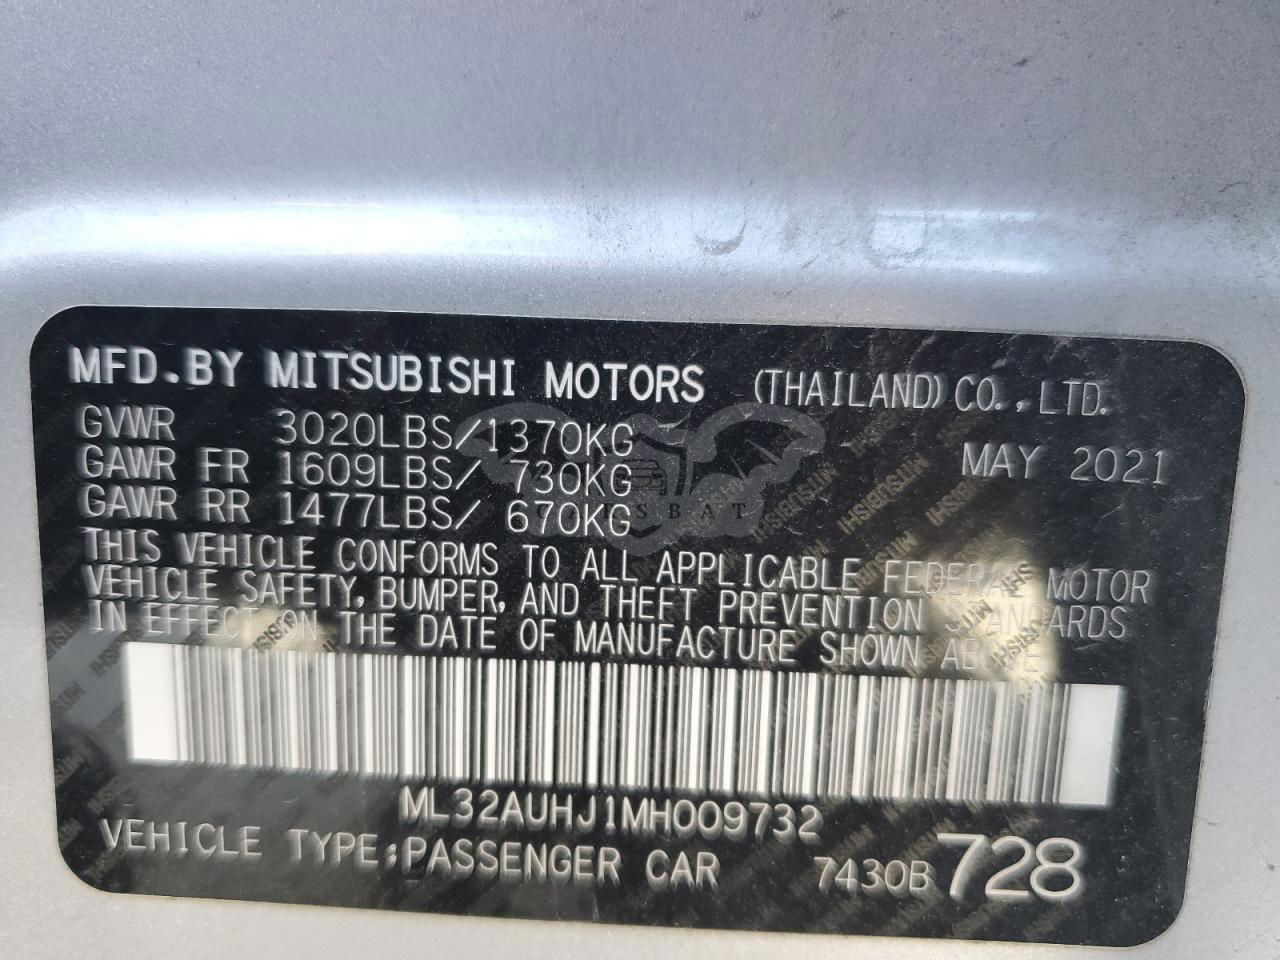 MFD.BY MITSUBISHI MOTORS (THAILAND) CO.,LTD.
GVWR 3020LBS/1370KG MAY 2021
GAWR FR 1609LBS/ 730KG
GAWR RR 1477LBS/ 670KG
THIS VEHICLE CONFORMS TO ALL APPLICABLE FEDERAL MOTOR
VEHICLE SAFETY, BUMPER, AND THEFT PREVENTION STANDARDS
IN EFFECT ON THE DATE OF MANUFACTURE SHOWN ABOVE
ML32AUHJ1MH009732
VEHICLE TYPE:PASSENGER CAR 7430B 728